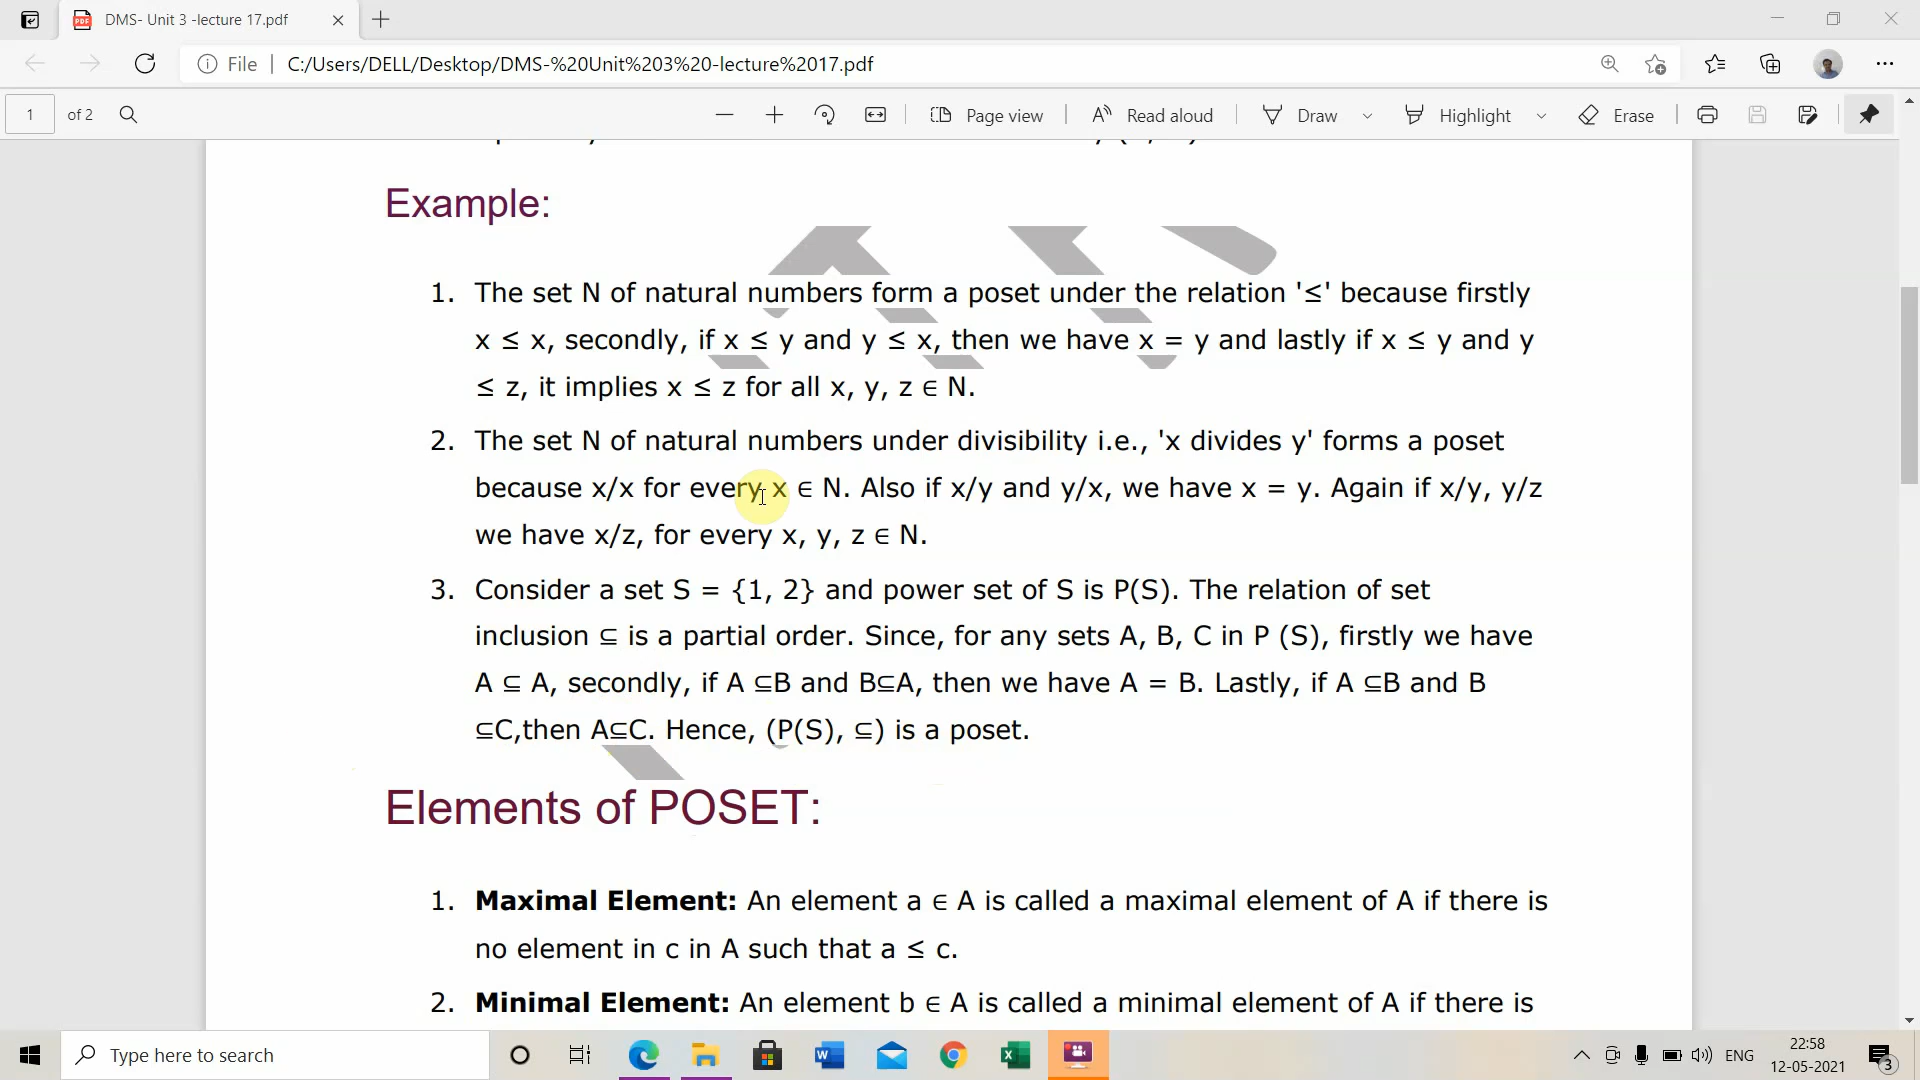 DMS- Unit 3 -lecture 17.pdf
File
C:/Users/DELL/Desktop/DMS-%20Unit%203%20-lecture%2017.pdf
1 of 2
Page view
Read aloud
Draw
Highlight
Erase
Example:
1. The set N of natural numbers form a poset under the relation '≤' because firstly
x ≤ x, secondly, if x ≤ y and y ≤ x, then we have x = y and lastly if x ≤ y and y
≤ z, it implies x ≤ z for all x, y, z ∈ N.
2. The set N of natural numbers under divisibility i.e., 'x divides y' forms a poset
because x/x for every x ∈ N. Also if x/y and y/x, we have x = y. Again if x/y, y/z
we have x/z, for every x, y, z ∈ N.
3. Consider a set S = {1, 2} and power set of S is P(S). The relation of set
inclusion ⊆ is a partial order. Since, for any sets A, B, C in P (S), firstly we have
A ⊆ A, secondly, if A ⊆B and B⊆A, then we have A = B. Lastly, if A ⊆B and B
⊆C,then A⊆C. Hence, (P(S), ⊆) is a poset.
Elements of POSET:
1. Maximal Element: An element a ∈ A is called a maximal element of A if there is
no element in c in A such that a ≤ c.
2. Minimal Element: An element b ∈ A is called a minimal element of A if there is
Type here to search
ENG
22:58
12-05-2021
3